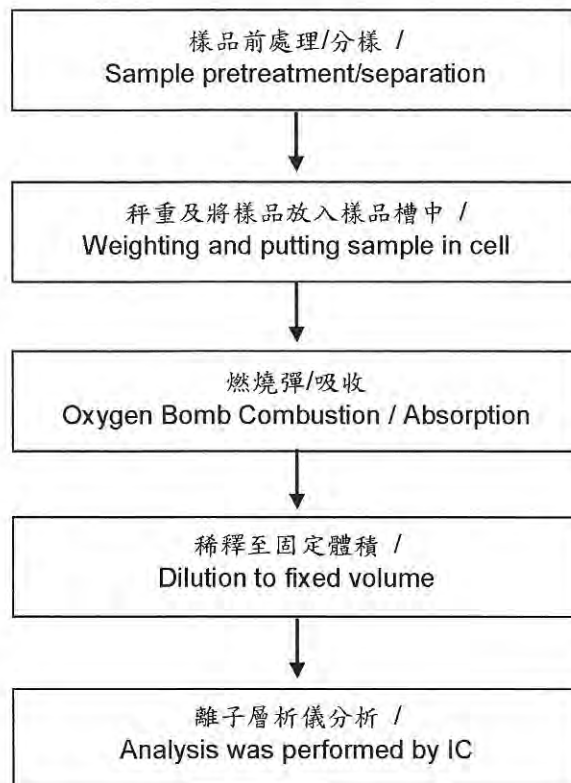 樣品前處理/分樣 /
Sample pretreatment/separation
秤重及將樣品放入樣品槽中 /
Weighting and putting sample in cell
燃燒彈/吸收
Oxygen Bomb Combustion / Absorption
稀釋至固定體積 /
Dilution to fixed volume
離子層析儀分析 /
Analysis was performed by IC